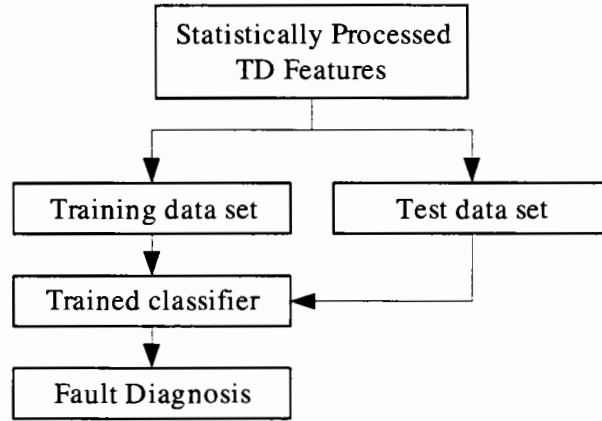 Statistically Processed
TD Features
Training data set
Test data set
Trained classifier
Fault Diagnosis